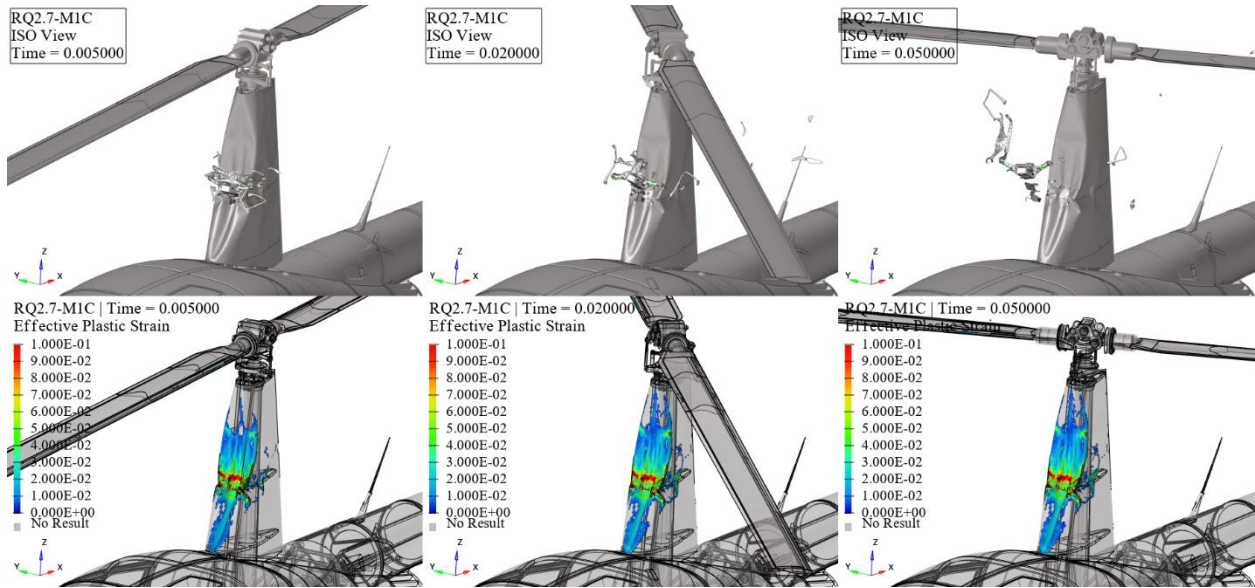 RQ2.7-M1C
ISO View
Time = 0.005000
Z
Y
X
RQ2.7-M1C
ISO View
Time = 0.020000
Z
Y
X
RQ2.7-M1C
ISO View
Time = 0.050000
Z
Y
X
RQ2.7-M1C | Time = 0.005000
Effective Plastic Strain
1.000E-01
9.000E-02
8.000E-02
7.000E-02
6.000E-02
5.000E-02
4.000E-02
3.000E-02
2.000E-02
1.000E-02
0.000E+00
No Result
Z
Y
X
RQ2.7-M1C | Time = 0.020000
Effective Plastic Strain
1.000E-01
9.000E-02
8.000E-02
7.000E-02
6.000E-02
5.000E-02
4.000E-02
3.000E-02
2.000E-02
1.000E-02
0.000E+00
No Result
Z
Y
X
RQ2.7-M1C | Time = 0.050000
Effective Plastic Strain
1.000E-01
9.000E-02
8.000E-02
7.000E-02
6.000E-02
5.000E-02
4.000E-02
3.000E-02
2.000E-02
1.000E-02
0.000E+00
No Result
Z
Y
X